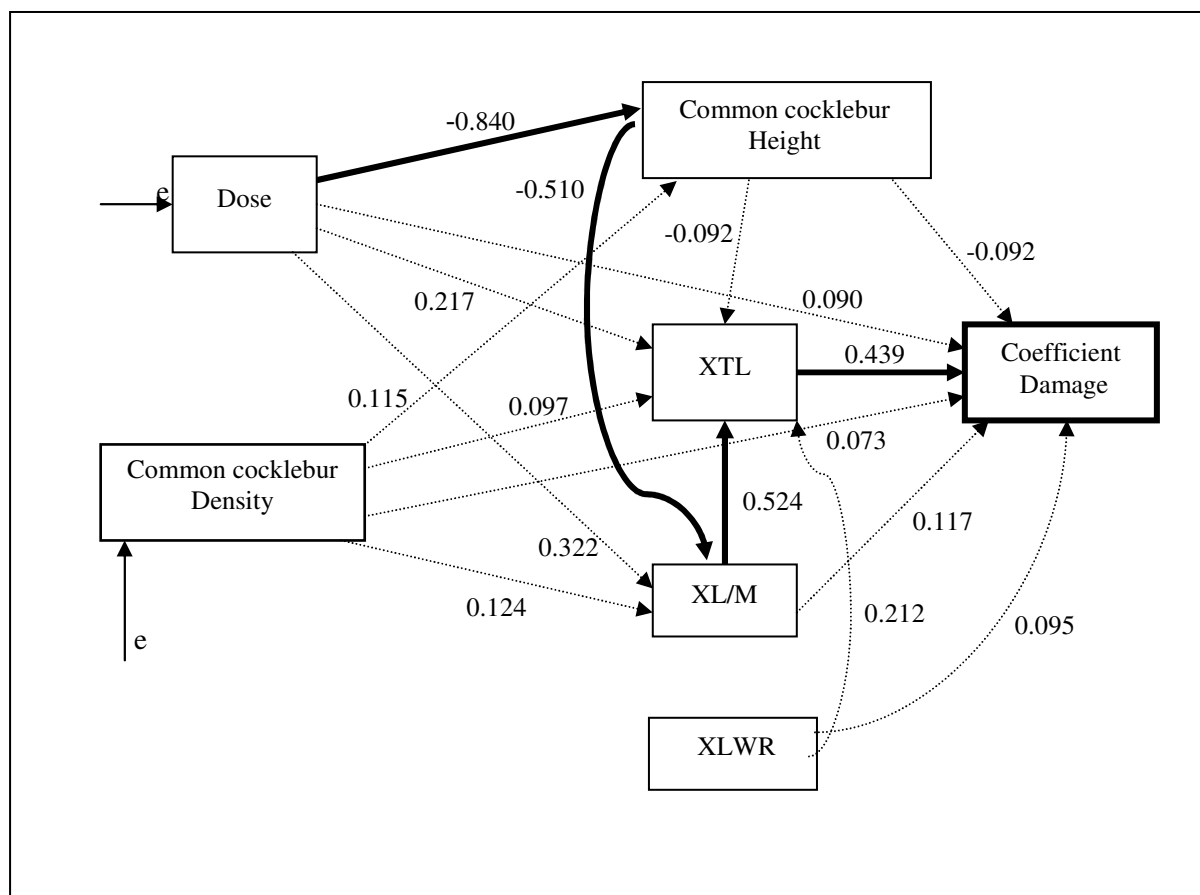 Common cocklebur
Height
-0.840
e
Dose
-0.510
-0.092
-0.092
0.217
0.090
XTL
0.439
Coefficient
Damage
0.115
0.097
0.073
Common cocklebur
Density
0.524
0.117
0.322
XL/M
0.124
0.212
0.095
e
XLWR